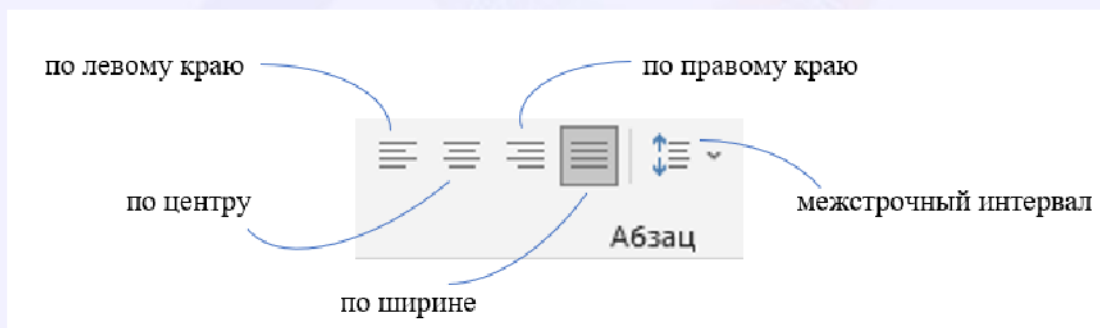 по левому краю
по правому краю
по центру
межстрочный интервал
Абзац
по ширине